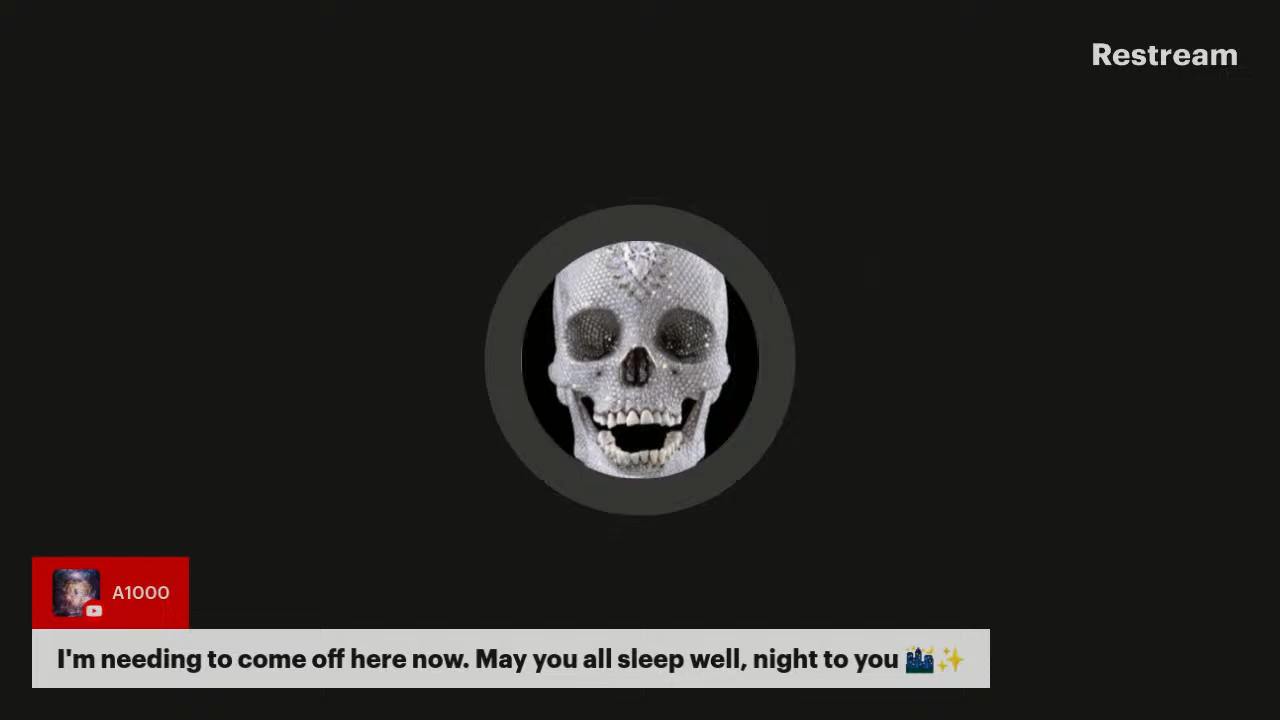 Restream
A1000
I'm needing to come off here now. May you all sleep well, night to you 🌃✨